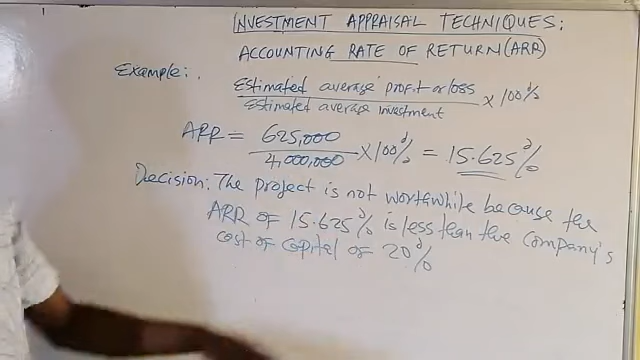 INVESTMENT APPRAISAL TECHNIQUES:
ACCOUNTING RATE OF RETURN (ARR)
Example:.
Estimated average profit or loss
Estimated average investment
× 100%
ARR = 625,000
4,000,000
× 100% = 15.625%
Decision: The project is not worthwhile because the
ARR of 15.625% is less than the company's
cost of capital of 20%